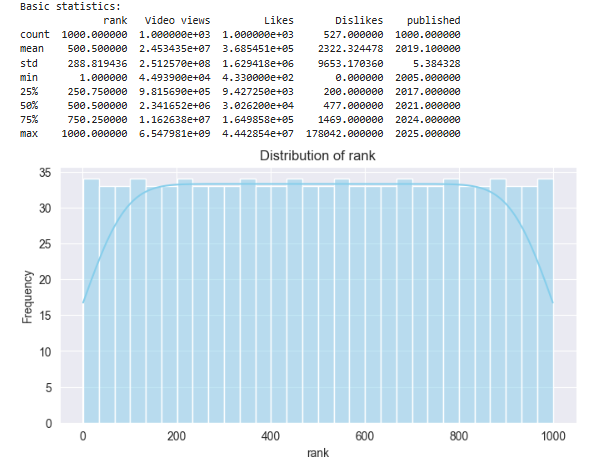 Basic statistics:
rank Video views Likes Dislikes published
count 1000.000000 1.000000e+03 1.000000e+03 527.000000 1000.000000
mean 500.500000 2.453435e+07 3.685451e+05 2322.324478 2019.100000
std 288.819436 2.512570e+08 1.629418e+06 9653.170360 5.384328
min 1.000000 4.493900e+04 4.330000e+02 0.000000 2005.000000
25% 250.750000 9.815690e+05 9.427250e+03 200.000000 2017.000000
50% 500.500000 2.341652e+06 3.026200e+04 477.000000 2021.000000
75% 750.250000 1.162638e+07 1.649858e+05 1469.000000 2024.000000
max 1000.000000 6.547981e+09 4.442854e+07 178042.000000 2025.000000
Distribution of rank
35
30
25
20
15
10
5
0
Frequency
0 200 400 600 800 1000
rank